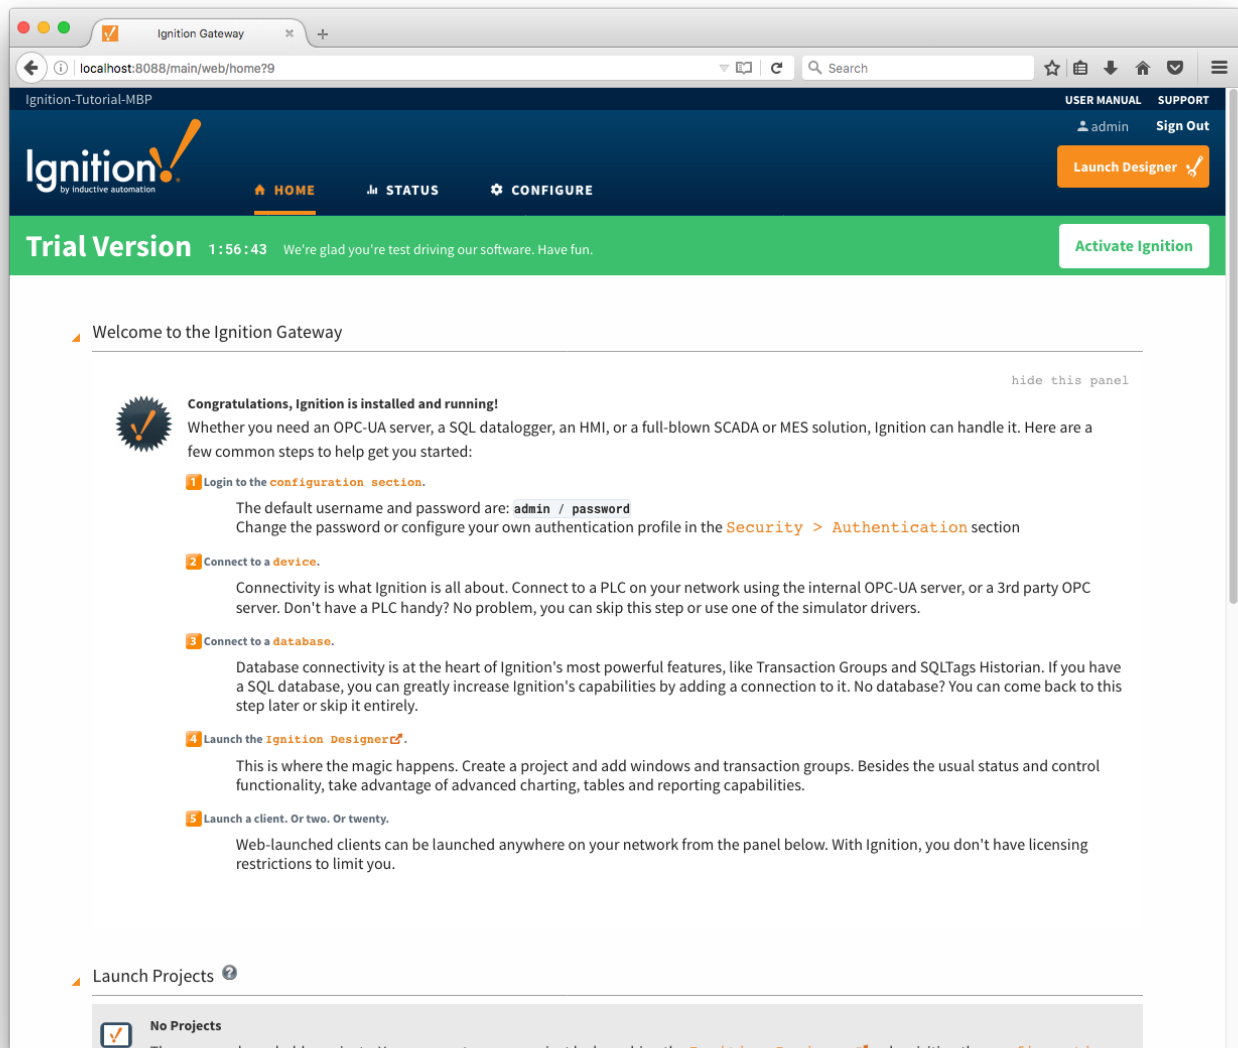 Ignition Gateway
localhost:8088/main/web/home?9
Search
Ignition-Tutorial-MBP
USER MANUAL SUPPORT
admin Sign Out
Ignition!
by inductive automation
HOME STATUS CONFIGURE
Launch Designer
Trial Version 1:56:43 We're glad you're test driving our software. Have fun.
Activate Ignition
Welcome to the Ignition Gateway
hide this panel
Congratulations, Ignition is installed and running!
Whether you need an OPC-UA server, a SQL datalogger, an HMI, or a full-blown SCADA or MES solution, Ignition can handle it. Here are a
few common steps to help get you started:
1 Login to the configuration section.
The default username and password are: admin / password
Change the password or configure your own authentication profile in the Security > Authentication section
2 Connect to a device.
Connectivity is what Ignition is all about. Connect to a PLC on your network using the internal OPC-UA server, or a 3rd party OPC
server. Don't have a PLC handy? No problem, you can skip this step or use one of the simulator drivers.
3 Connect to a database.
Database connectivity is at the heart of Ignition's most powerful features, like Transaction Groups and SQLTags Historian. If you have
a SQL database, you can greatly increase Ignition's capabilities by adding a connection to it. No database? You can come back to this
step later or skip it entirely.
4 Launch the Ignition Designer.
This is where the magic happens. Create a project and add windows and transaction groups. Besides the usual status and control
functionality, take advantage of advanced charting, tables and reporting capabilities.
5 Launch a client. Or two. Or twenty.
Web-launched clients can be launched anywhere on your network from the panel below. With Ignition, you don't have licensing
restrictions to limit you.
Launch Projects ?
No Projects